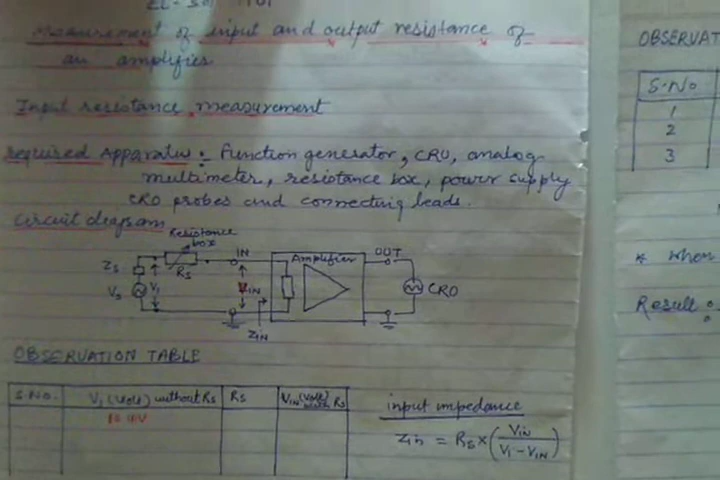 Measurement of input and output resistance of
an amplifier
Input resistance measurement
Required Apparatus : Function generator, CRO, analog
multimeter, resistance box, power supply
CRO probes and connecting leads.
Circuit diagram
Resistance
box
IN
Amplifier
OUT
Zs
Rs
Vs
V1
VIN
CRO
ZIN
OBSERVATION TABLE
S.No. V1 (Volt) without Rs Rs VIN (Volt) with Rs
input impedance
Zin = Rs × (Vin / V1 - VIN)
OBSERVAT
S.No
1
2
3
* When
Result :